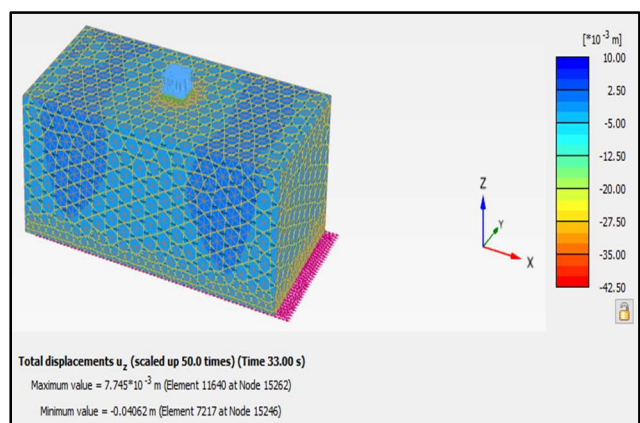 [*10⁻³ m]
10.00
2.50
-5.00
-12.50
-20.00
-27.50
-35.00
-42.50
Z
Y
X
Total displacements u_z (scaled up 50.0 times) (Time 33.00 s)
Maximum value = 7.745*10⁻³ m (Element 11640 at Node 15262)
Minimum value = -0.04062 m (Element 7217 at Node 15246)